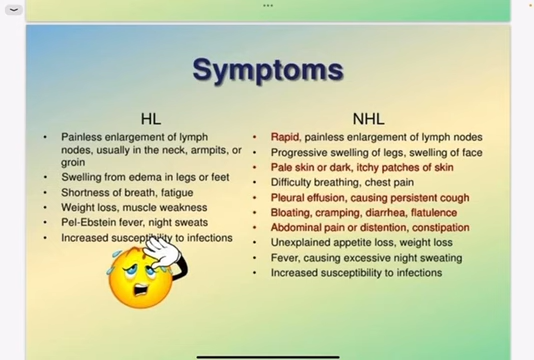 Symptoms
HL
• Painless enlargement of lymph
nodes, usually in the neck, armpits, or
groin
• Swelling from edema in legs or feet
• Shortness of breath, fatigue
• Weight loss, muscle weakness
• Pel-Ebstein fever, night sweats
• Increased susceptibility to infections
NHL
• Rapid, painless enlargement of lymph nodes
• Progressive swelling of legs, swelling of face
• Pale skin or dark, itchy patches of skin
• Difficulty breathing, chest pain
• Pleural effusion, causing persistent cough
• Bloating, cramping, diarrhea, flatulence
• Abdominal pain or distention, constipation
• Unexplained appetite loss, weight loss
• Fever, causing excessive night sweating
• Increased susceptibility to infections